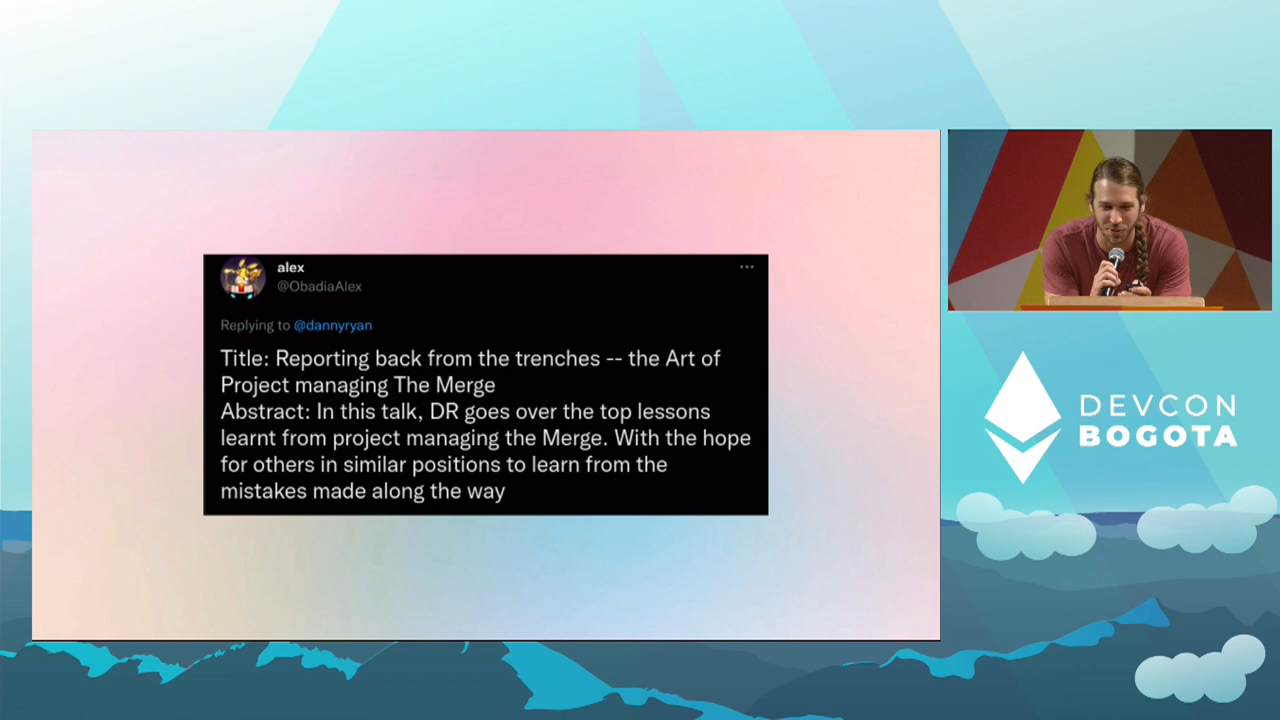 alex
@ObadiaAlex
Replying to @dannyryan
Title: Reporting back from the trenches -- the Art of
Project managing The Merge
Abstract: In this talk, DR goes over the top lessons
learnt from project managing the Merge. With the hope
for others in similar positions to learn from the
mistakes made along the way
DEVCON
BOGOTA